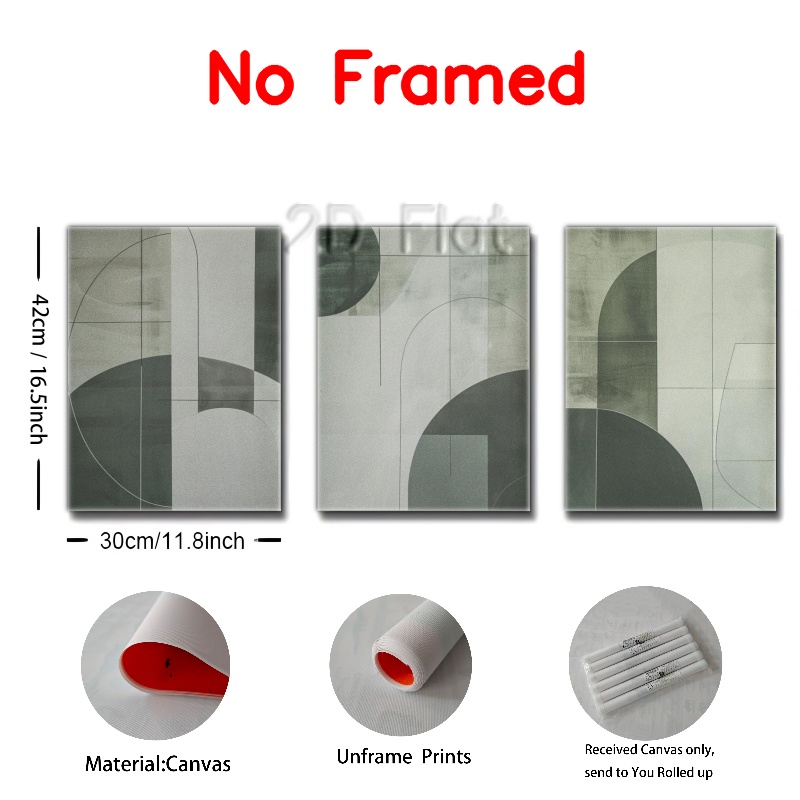 No Framed
2D Flat
42cm / 16.5inch
30cm/11.8inch
Material:Canvas
Unframe Prints
Received Canvas only,
send to You Rolled up